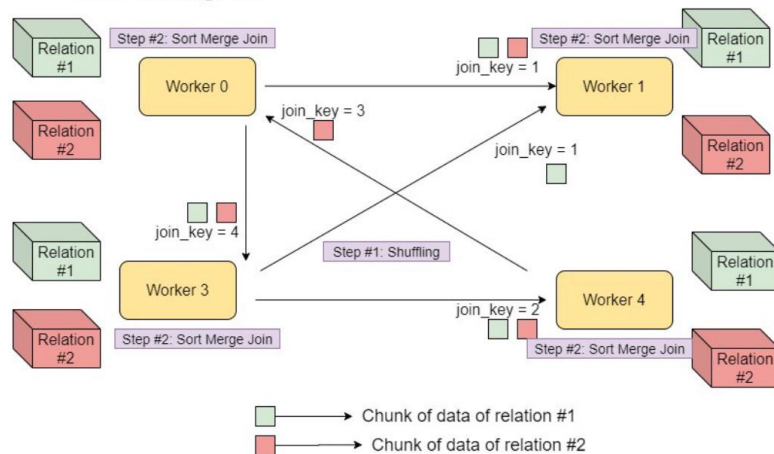 Step #2: Sort Merge Join
Step #2: Sort Merge Join
Relation
#1
Relation
#1
Worker 0
join_key = 1
Worker 1
join_key = 3
Relation
#2
Relation
#2
join_key = 1
join_key = 4
Relation
#1
Step #1: Shuffling
Relation
#1
Worker 3
join_key = 2
Worker 4
Relation
#2
Step #2: Sort Merge Join
Step #2: Sort Merge Join
Relation
#2
Chunk of data of relation #1
Chunk of data of relation #2